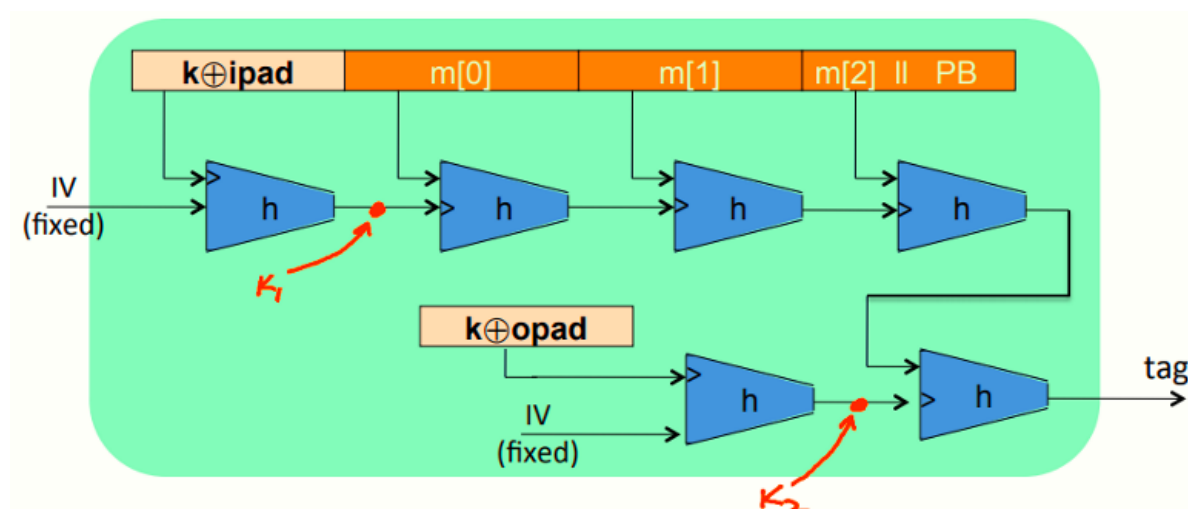 k⊕ipad m[0] m[1] m[2] ll PB
IV
(fixed)
h h h h
K1
k⊕opad
tag
h h
IV
(fixed)
K2